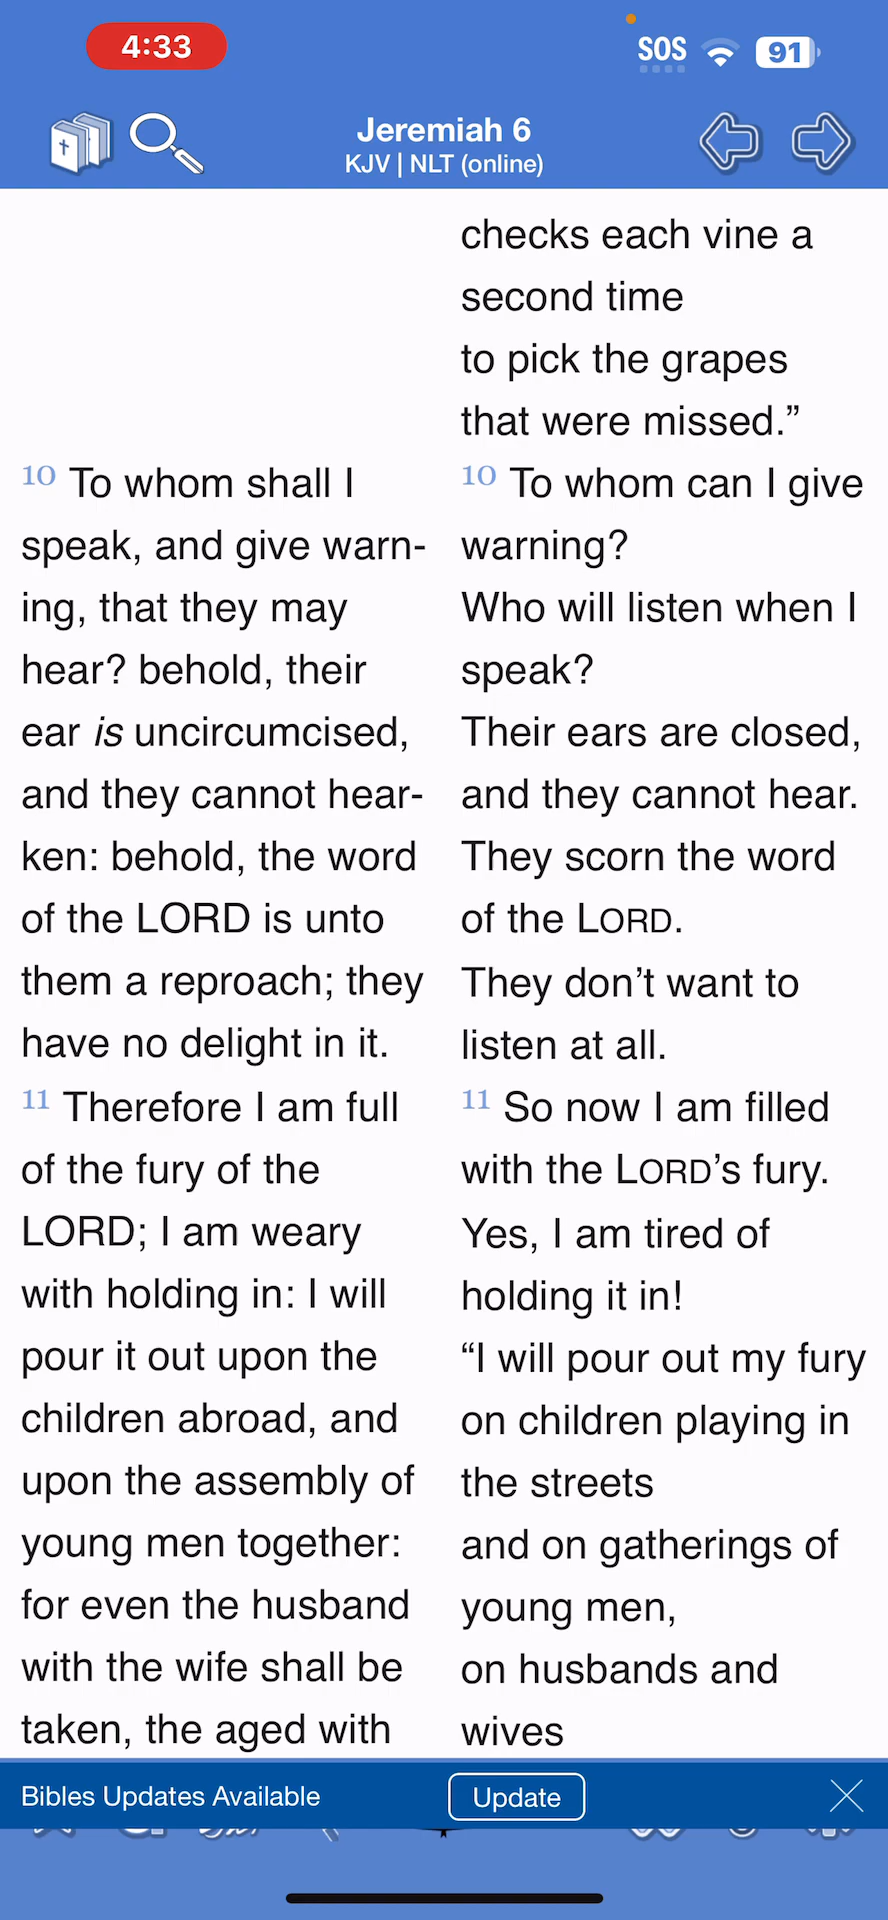 4:33
SOS
91
Jeremiah 6
KJV | NLT (online)
checks each vine a
second time
to pick the grapes
that were missed.”
10 To whom shall I
speak, and give warn-
ing, that they may
hear? behold, their
ear is uncircumcised,
and they cannot hear-
ken: behold, the word
of the LORD is unto
them a reproach; they
have no delight in it.
11 Therefore I am full
of the fury of the
LORD; I am weary
with holding in: I will
pour it out upon the
children abroad, and
upon the assembly of
young men together:
for even the husband
with the wife shall be
taken, the aged with
10 To whom can I give
warning?
Who will listen when I
speak?
Their ears are closed,
and they cannot hear.
They scorn the word
of the LORD.
They don’t want to
listen at all.
11 So now I am filled
with the LORD’s fury.
Yes, I am tired of
holding it in!
“I will pour out my fury
on children playing in
the streets
and on gatherings of
young men,
on husbands and
wives
Bibles Updates Available
Update